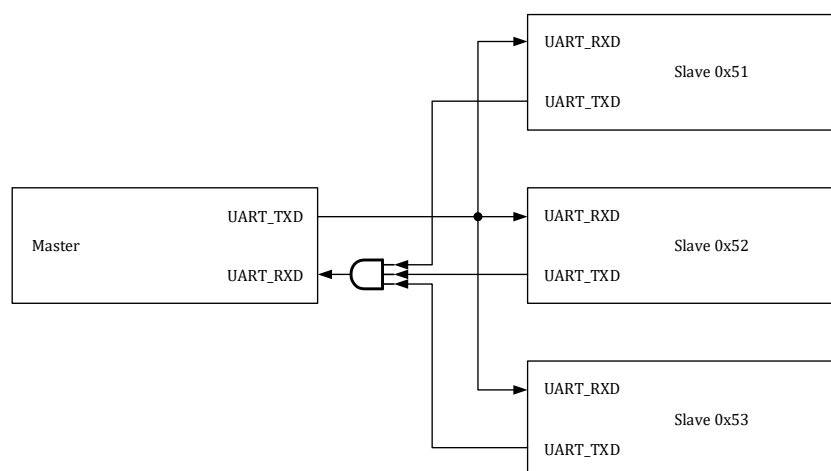 UART_RXD
Slave 0x51
UART_TXD
Master
UART_TXD
UART_RXD
UART_RXD
Slave 0x52
UART_TXD
UART_RXD
Slave 0x53
UART_TXD